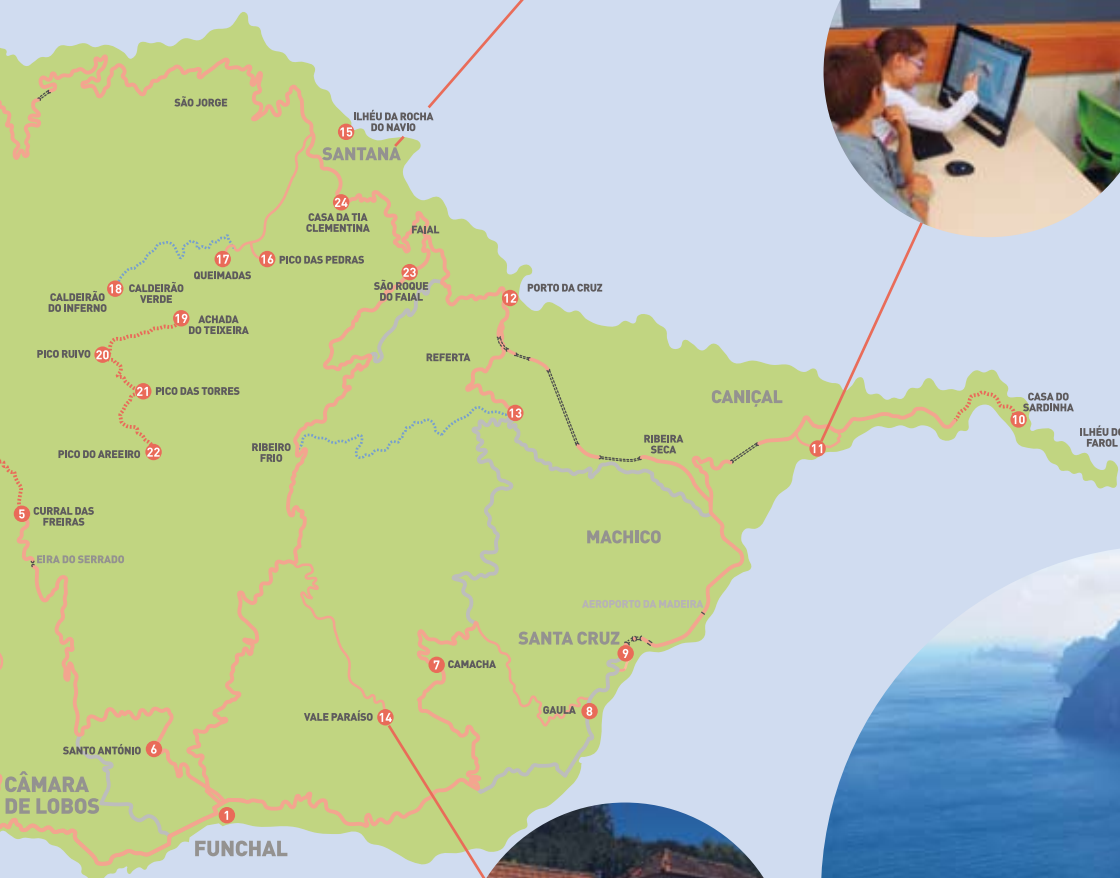 SÃO JORGE
15
ILHÉU DA ROCHA
DO NAVIO
SANTANA
24
CASA DA TIA
CLEMENTINA
FAIAL
17
QUEIMADAS
16 PICO DAS PEDRAS
23
SÃO ROQUE
DO FAIAL
18
CALDEIRÃO
DO INFERNO
CALDEIRÃO
VERDE
12
PORTO DA CRUZ
19
ACHADA
DO TEIXEIRA
PICO RUIVO 20
REFERTA
21 PICO DAS TORRES
CANIÇAL
CASA DO
SARDINHA
10
13
ILHÉU DO
FAROL
RIBEIRO
FRIO
RIBEIRA
SECA
11
PICO DO AREEIRO 22
5 CURRAL DAS
FREIRAS
MACHICO
EIRA DO SERRADO
AEROPORTO DA MADEIRA
SANTA CRUZ
9
7 CAMACHA
GAULA 8
VALE PARAÍSO 14
SANTO ANTÓNIO 6
CÂMARA
DE LOBOS
1
FUNCHAL